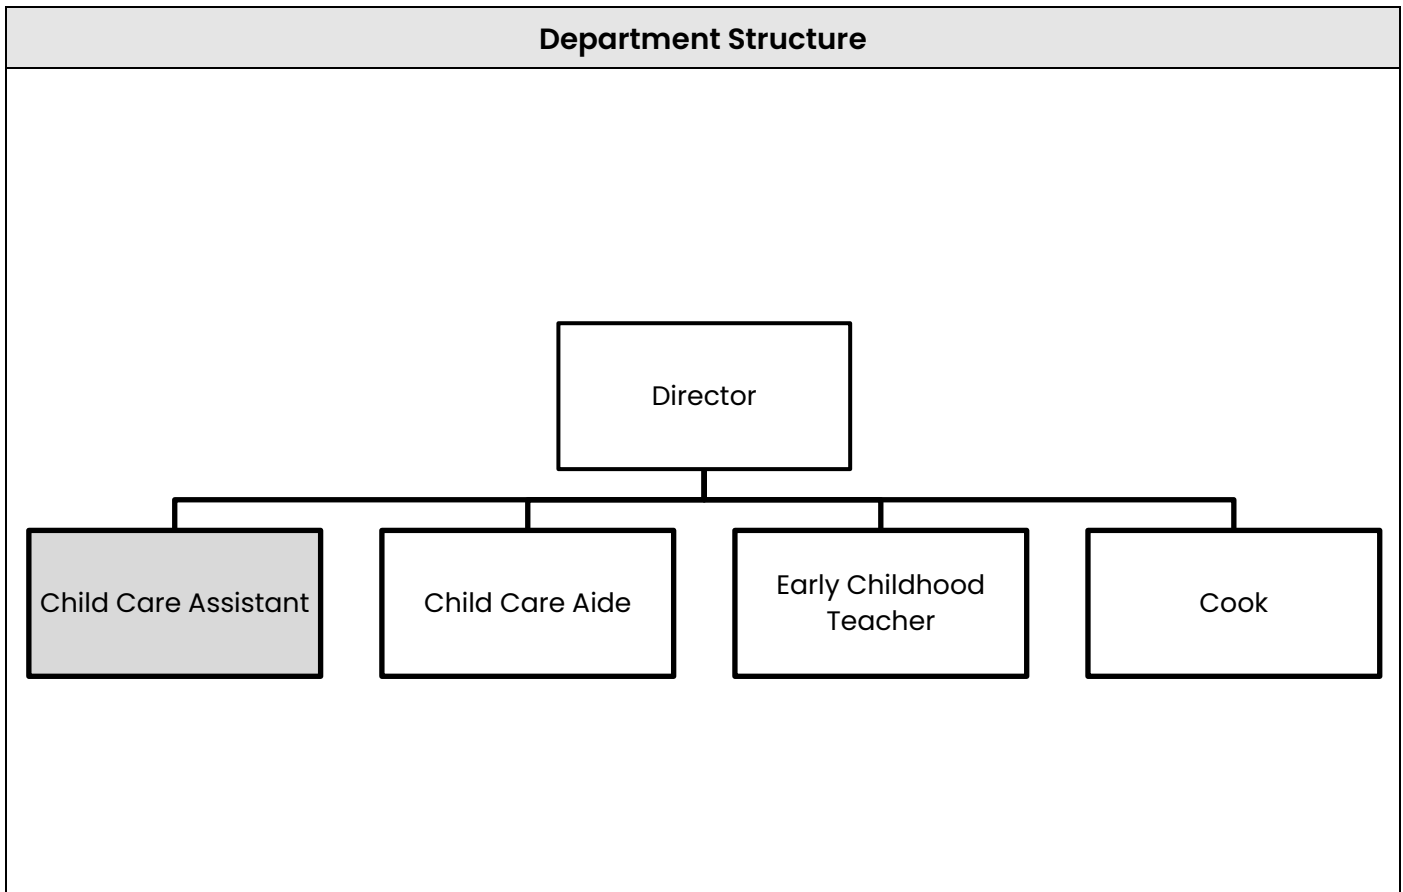 Department Structure
Director
Child Care Assistant
Child Care Aide
Early Childhood
Teacher
Cook